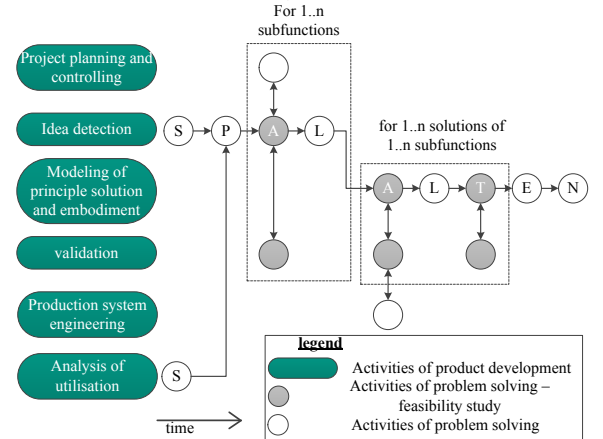 For 1..n
subfunctions
Project planning and
controlling
Idea detection
S
P
A
L
for 1..n solutions of
1..n subfunctions
Modeling of
principle solution
and embodiment
A
L
T
E
N
validation
Production system
engineering
Analysis of
utilisation
S
time
legend
Activities of product development
Activities of problem solving –
feasibility study
Activities of problem solving